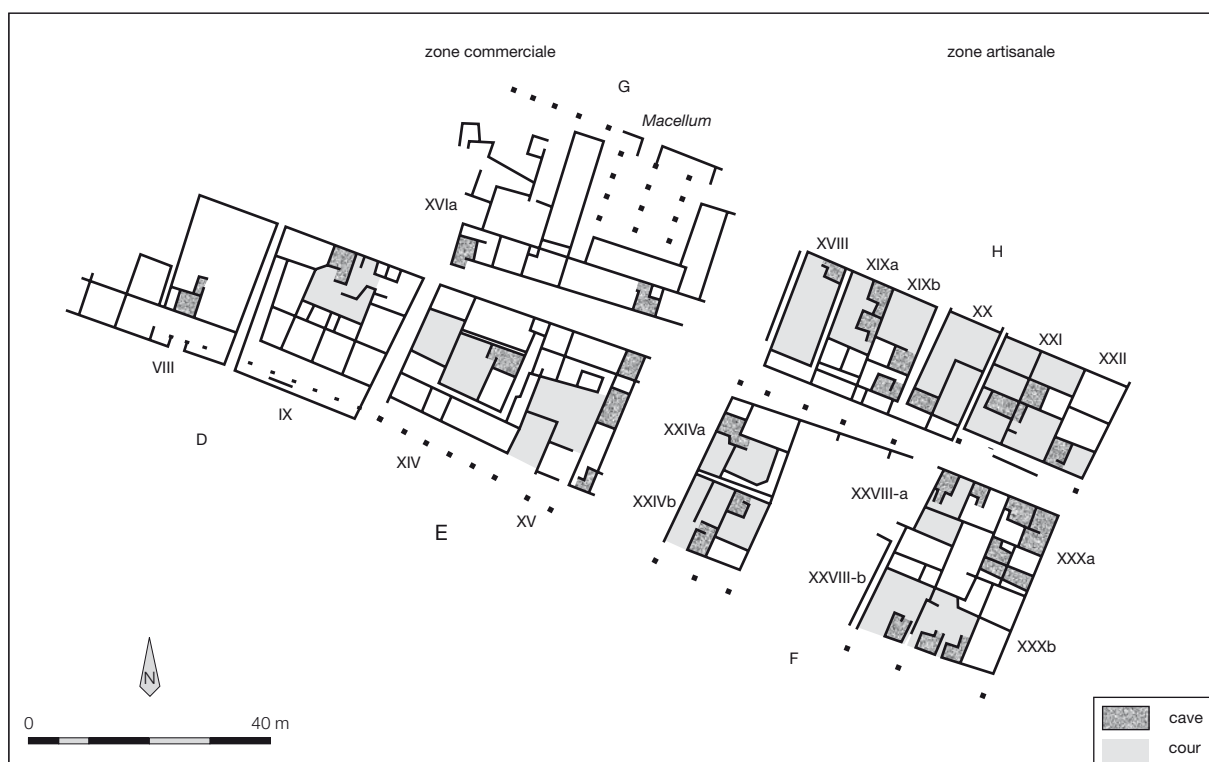 zone commerciale
zone artisanale
G
Macellum
XVIa
XVIII
H
XIXa
XIXb
XX
XXI
XXII
VIII
IX
D
XIV
E
XV
XXIVa
XXIVb
XXVIII-a
XXXa
XXVIII-b
XXXb
F
N
0
40 m
cave
cour